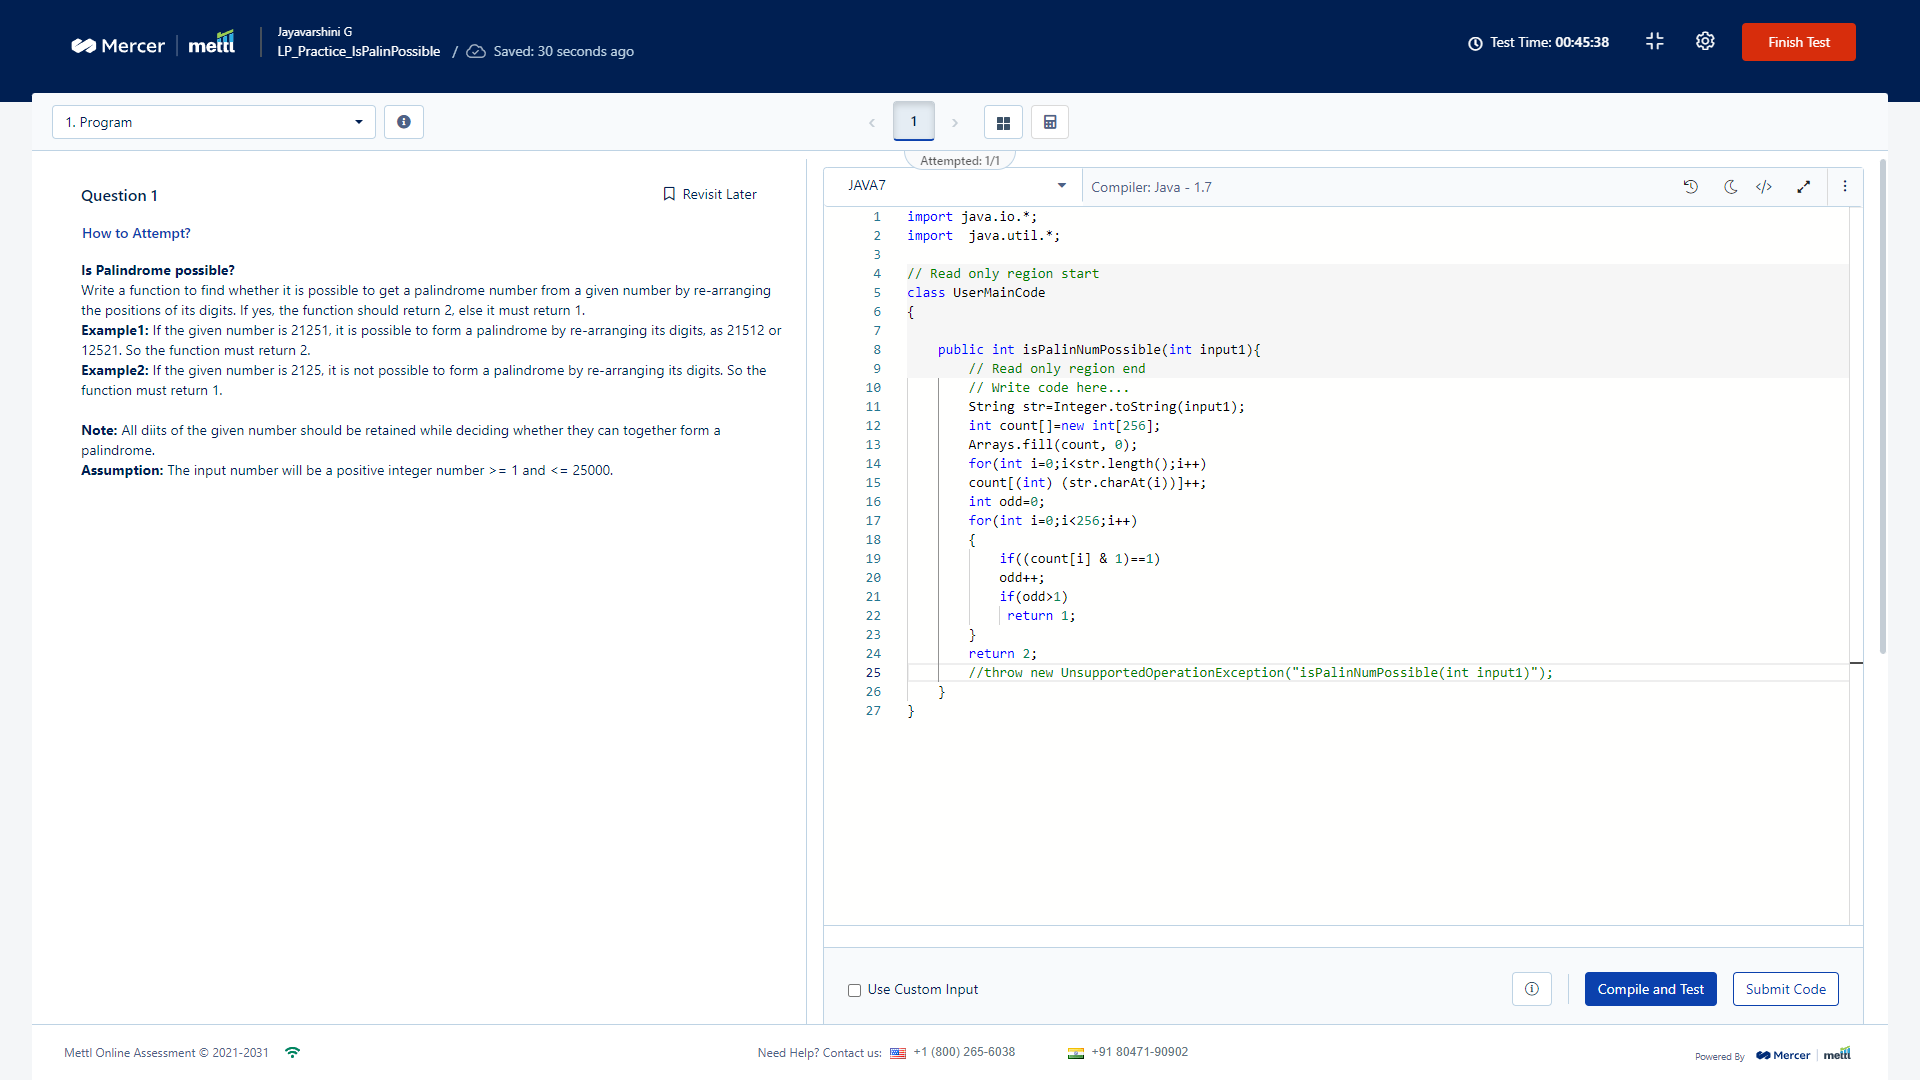 Mercer mettl
Jayavarshini G
LP_Practice_IsPalinPossible / Saved: 30 seconds ago
Test Time: 00:45:38
Finish Test
1. Program
1
Attempted: 1/1
Question 1
Revisit Later
How to Attempt?
Is Palindrome possible?
Write a function to find whether it is possible to get a palindrome number from a given number by re-arranging
the positions of its digits. If yes, the function should return 2, else it must return 1.
Example1: If the given number is 21251, it is possible to form a palindrome by re-arranging its digits, as 21512 or
12521. So the function must return 2.
Example2: If the given number is 2125, it is not possible to form a palindrome by re-arranging its digits. So the
function must return 1.
Note: All diits of the given number should be retained while deciding whether they can together form a
palindrome.
Assumption: The input number will be a positive integer number >= 1 and <= 25000.
JAVA7
Compiler: Java - 1.7
1 import java.io.*;
2 import  java.util.*;
3
4 // Read only region start
5 class UserMainCode
6 {
7
8     public int isPalinNumPossible(int input1){
9         // Read only region end
10         // Write code here...
11         String str=Integer.toString(input1);
12         int count[]=new int[256];
13         Arrays.fill(count, 0);
14         for(int i=0;i<str.length();i++)
15         count[(int) (str.charAt(i))]++;
16         int odd=0;
17         for(int i=0;i<256;i++)
18         {
19             if((count[i] & 1)==1)
20             odd++;
21             if(odd>1)
22              return 1;
23         }
24         return 2;
25         //throw new UnsupportedOperationException("isPalinNumPossible(int input1)");
26     }
27 }
Use Custom Input
Compile and Test
Submit Code
Mettl Online Assessment © 2021-2031
Need Help? Contact us: +1 (800) 265-6038
+91 80471-90902
Powered By Mercer mettl